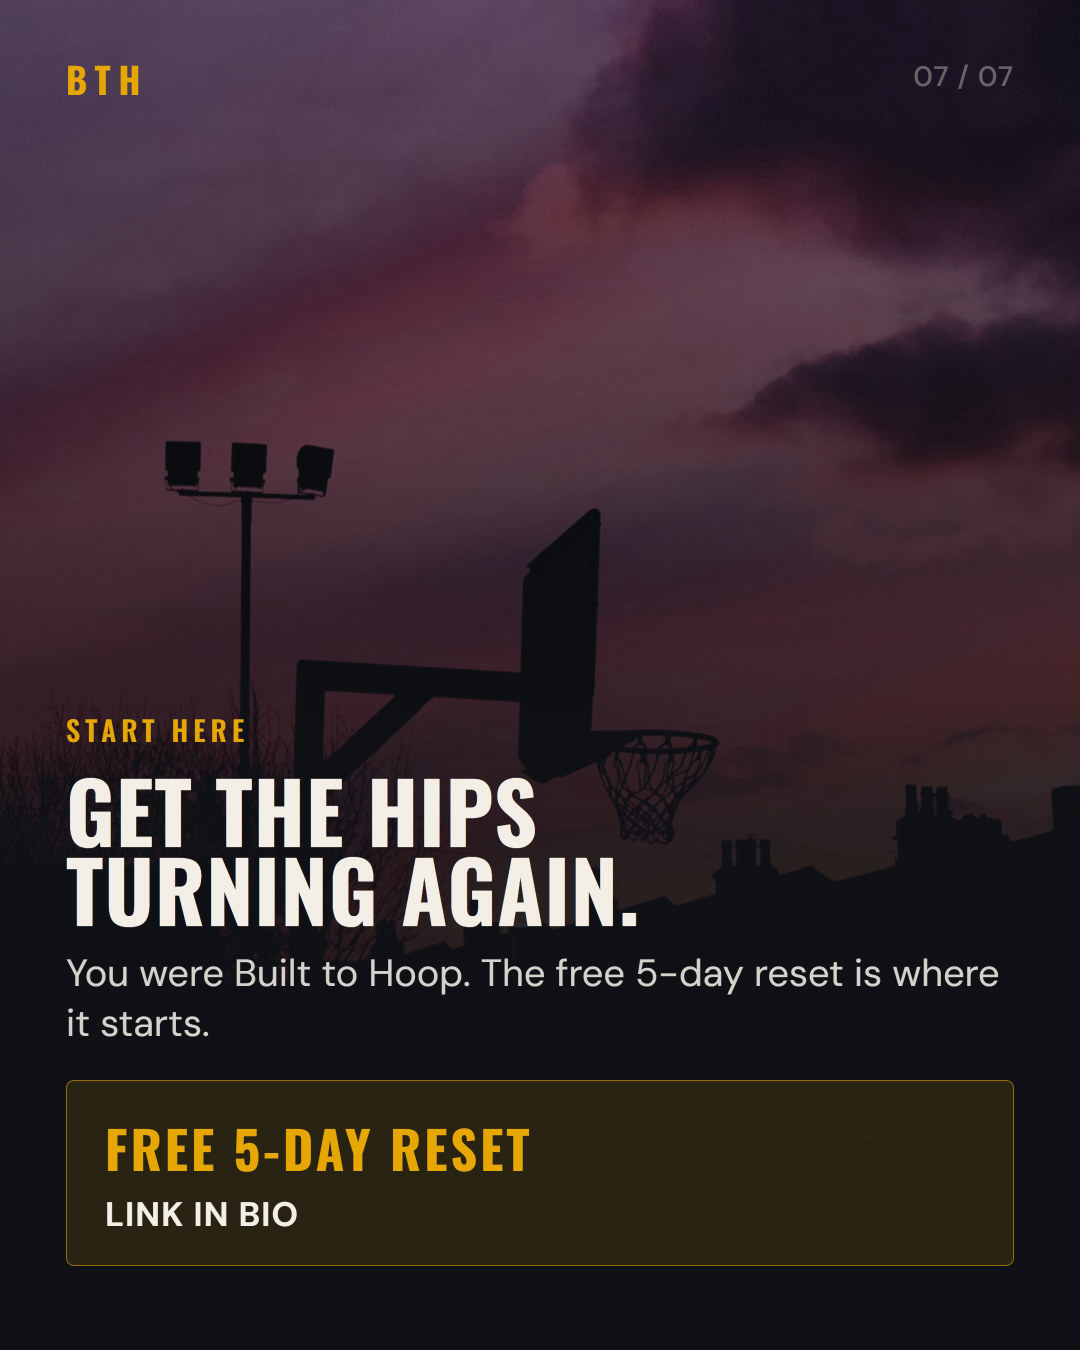 BTH
07 / 07
START HERE
GET THE HIPS
TURNING AGAIN.
You were Built to Hoop. The free 5-day reset is where
it starts.
FREE 5-DAY RESET
LINK IN BIO